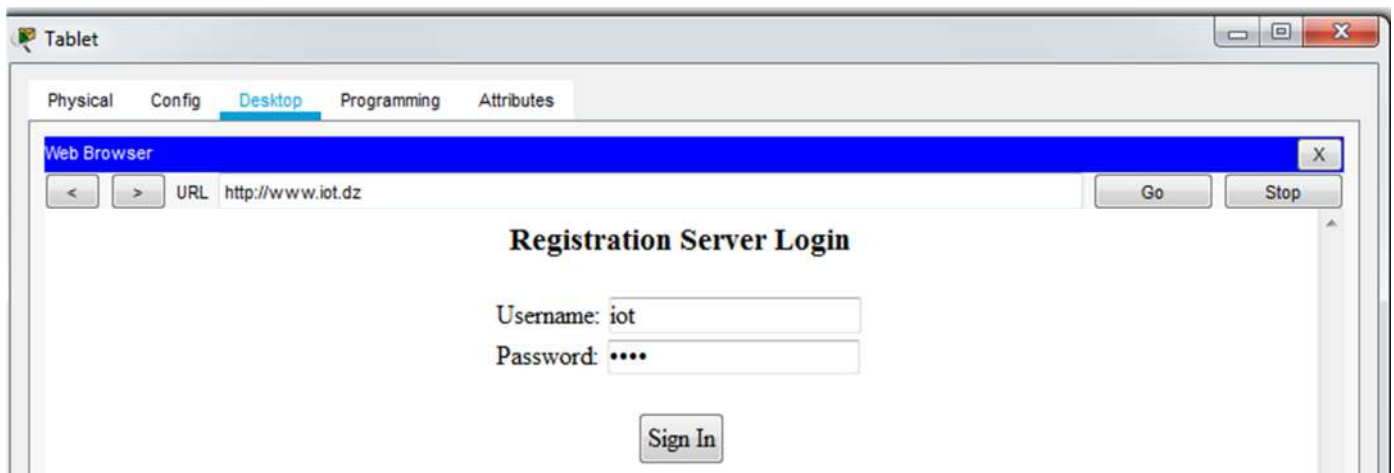 Tablet
Physical Config Desktop Programming Attributes
Web Browser X
< > URL http://www.iot.dz Go Stop
Registration Server Login
Username: iot
Password: ••••
Sign In